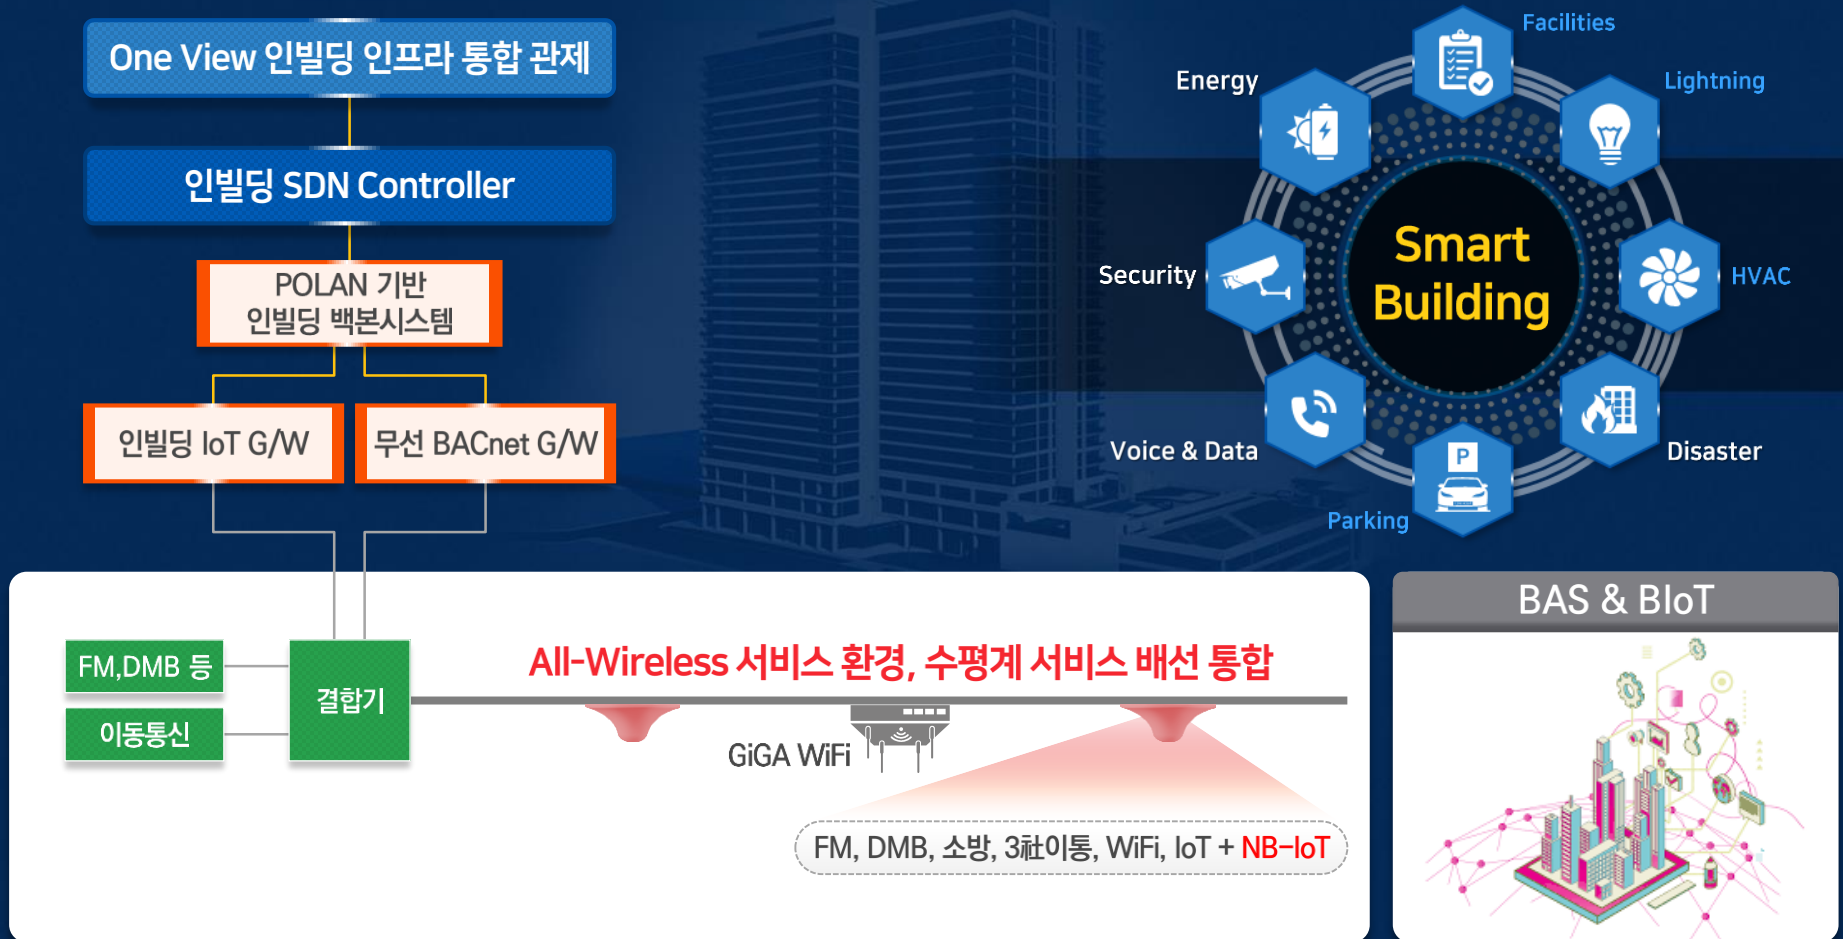 One View 인빌딩 인프라 통합 관제
인빌딩 SDN Controller
POLAN 기반
인빌딩 백본시스템
인빌딩 IoT G/W
무선 BACnet G/W
Facilities
Energy
Lightning
Security
Smart
Building
HVAC
Voice & Data
Disaster
P
Parking
FM,DMB 등
이동통신
결합기
All-Wireless 서비스 환경, 수평계 서비스 배선 통합
GiGA WiFi
FM, DMB, 소방, 3社이통, WiFi, IoT + NB-IoT
BAS & BIoT